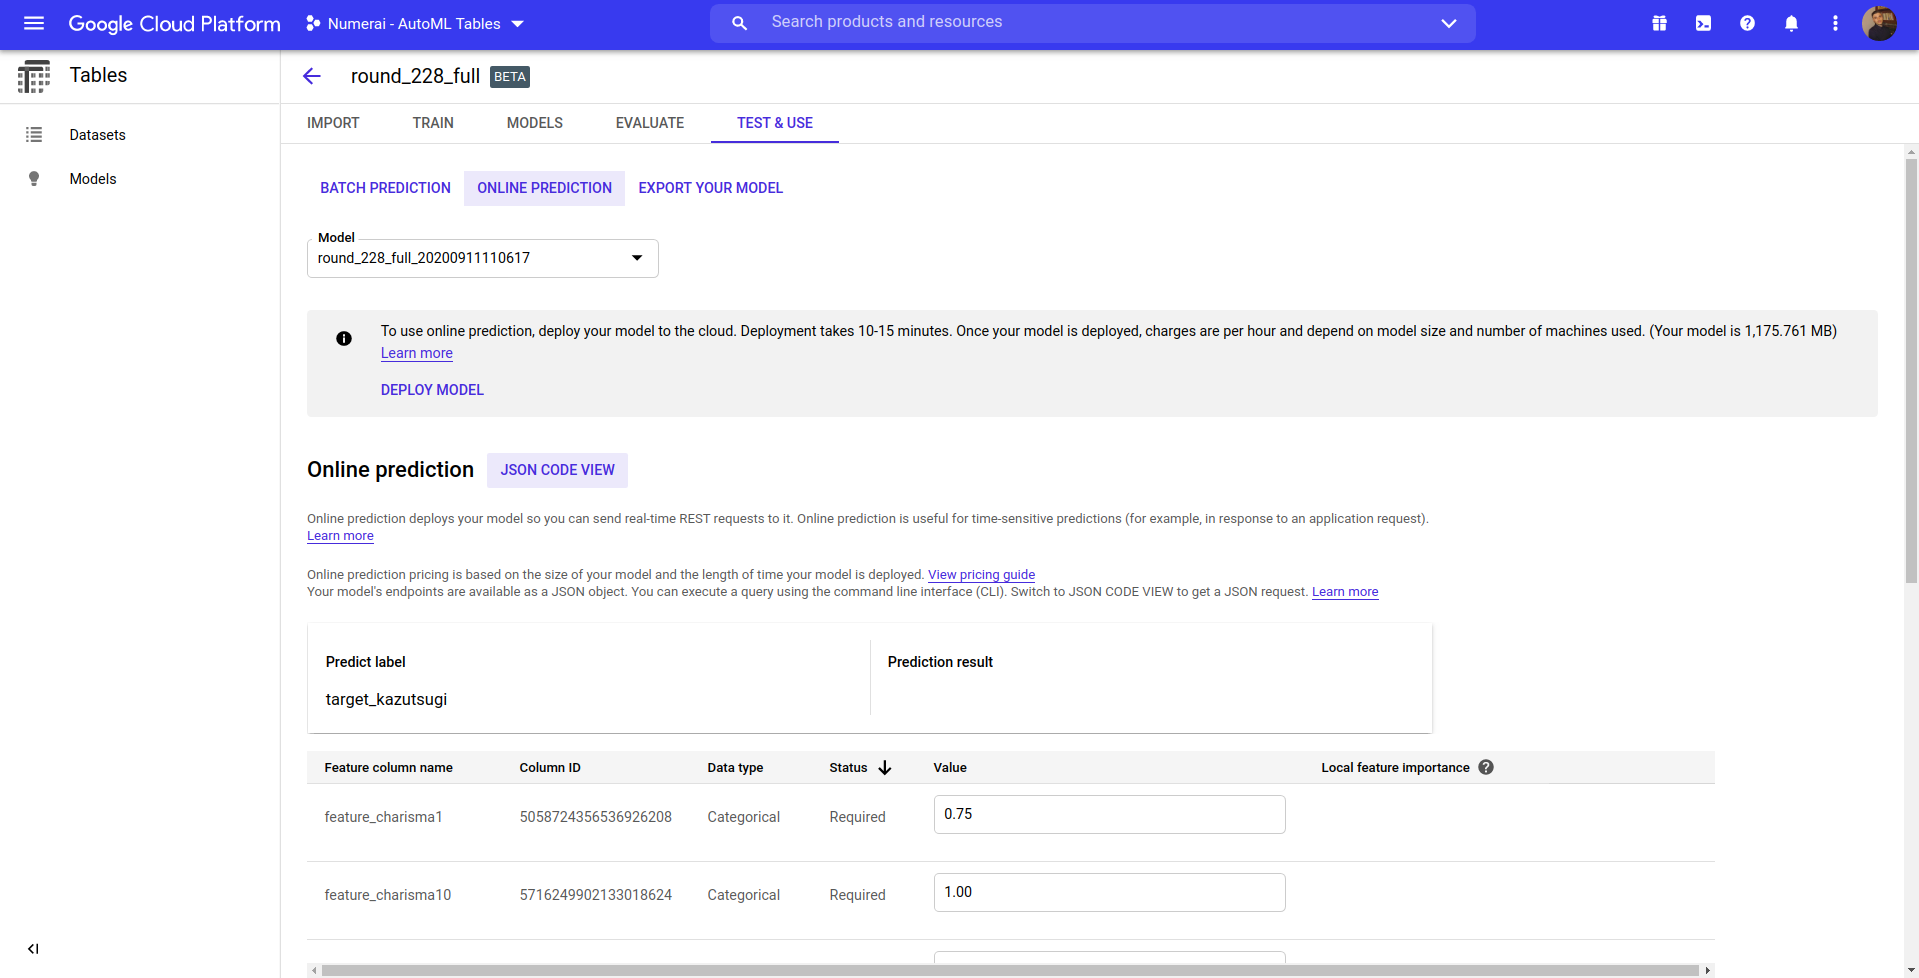 Google Cloud Platform
Numerai - AutoML Tables
Search products and resources
Tables
round_228_full BETA
Datasets
Models
IMPORT TRAIN MODELS EVALUATE TEST & USE
BATCH PREDICTION ONLINE PREDICTION EXPORT YOUR MODEL
Model
round_228_full_20200911110617
To use online prediction, deploy your model to the cloud. Deployment takes 10-15 minutes. Once your model is deployed, charges are per hour and depend on model size and number of machines used. (Your model is 1,175.761 MB)
Learn more
DEPLOY MODEL
Online prediction JSON CODE VIEW
Online prediction deploys your model so you can send real-time REST requests to it. Online prediction is useful for time-sensitive predictions (for example, in response to an application request).
Learn more
Online prediction pricing is based on the size of your model and the length of time your model is deployed. View pricing guide
Your model's endpoints are available as a JSON object. You can execute a query using the command line interface (CLI). Switch to JSON CODE VIEW to get a JSON request. Learn more
Predict label Prediction result
target_kazutsugi
Feature column name Column ID Data type Status Value Local feature importance
feature_charisma1 5058724356536926208 Categorical Required 0.75
feature_charisma10 5716249902133018624 Categorical Required 1.00